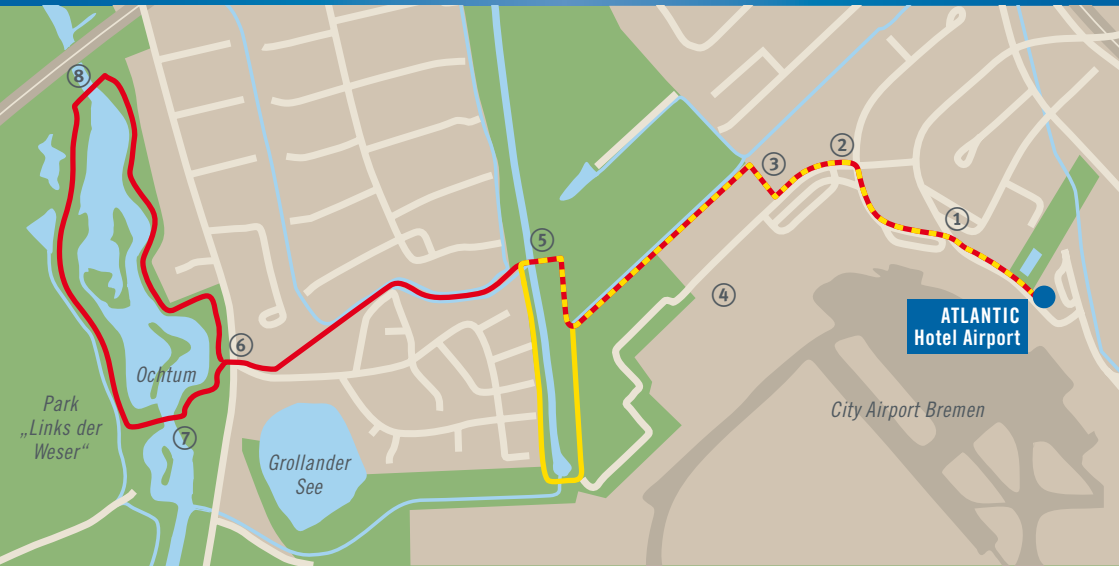 8
2
3
1
5
4
ATLANTIC
Hotel Airport
6
Ochtum
Park
„Links der
Weser“
City Airport Bremen
7
Grollander
See